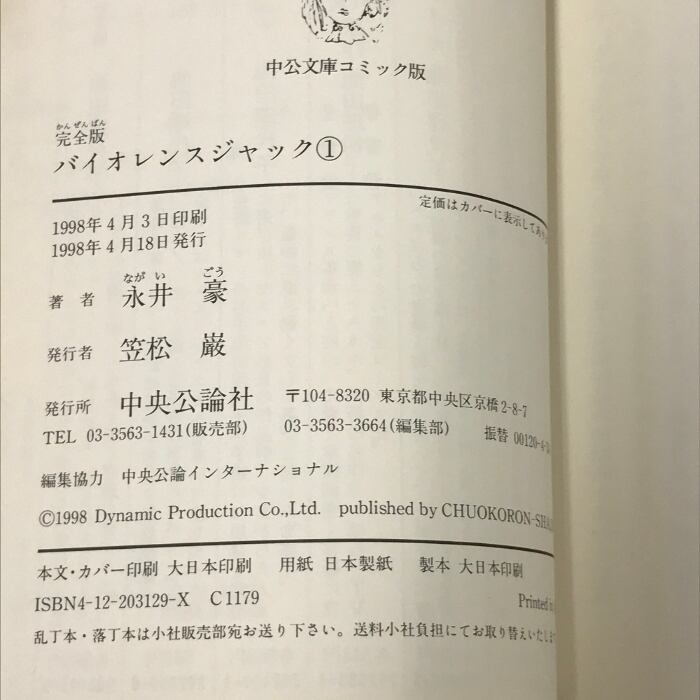 中公文庫コミック版
かんぜんばん
完全版
バイオレンスジャック①
定価はカバーに表示してあり
1998年4月3日印刷
1998年4月18日発行
ながい ごう
著者 永井 豪
発行者 笠松 巌
発行所 中央公論社 〒104-8320 東京都中央区京橋2-8-7
TEL 03-3563-1431(販売部) 03-3563-3664(編集部) 振替 00120-4-
編集協力 中央公論インターナショナル
©1998 Dynamic Production Co.,Ltd. published by CHUOKORON-SHA
本文・カバー印刷 大日本印刷 用紙 日本製紙 製本 大日本印刷
ISBN4-12-203129-X C1179
Printed in
乱丁本・落丁本は小社販売部宛お送り下さい。送料小社負担にてお取り替えいたしま